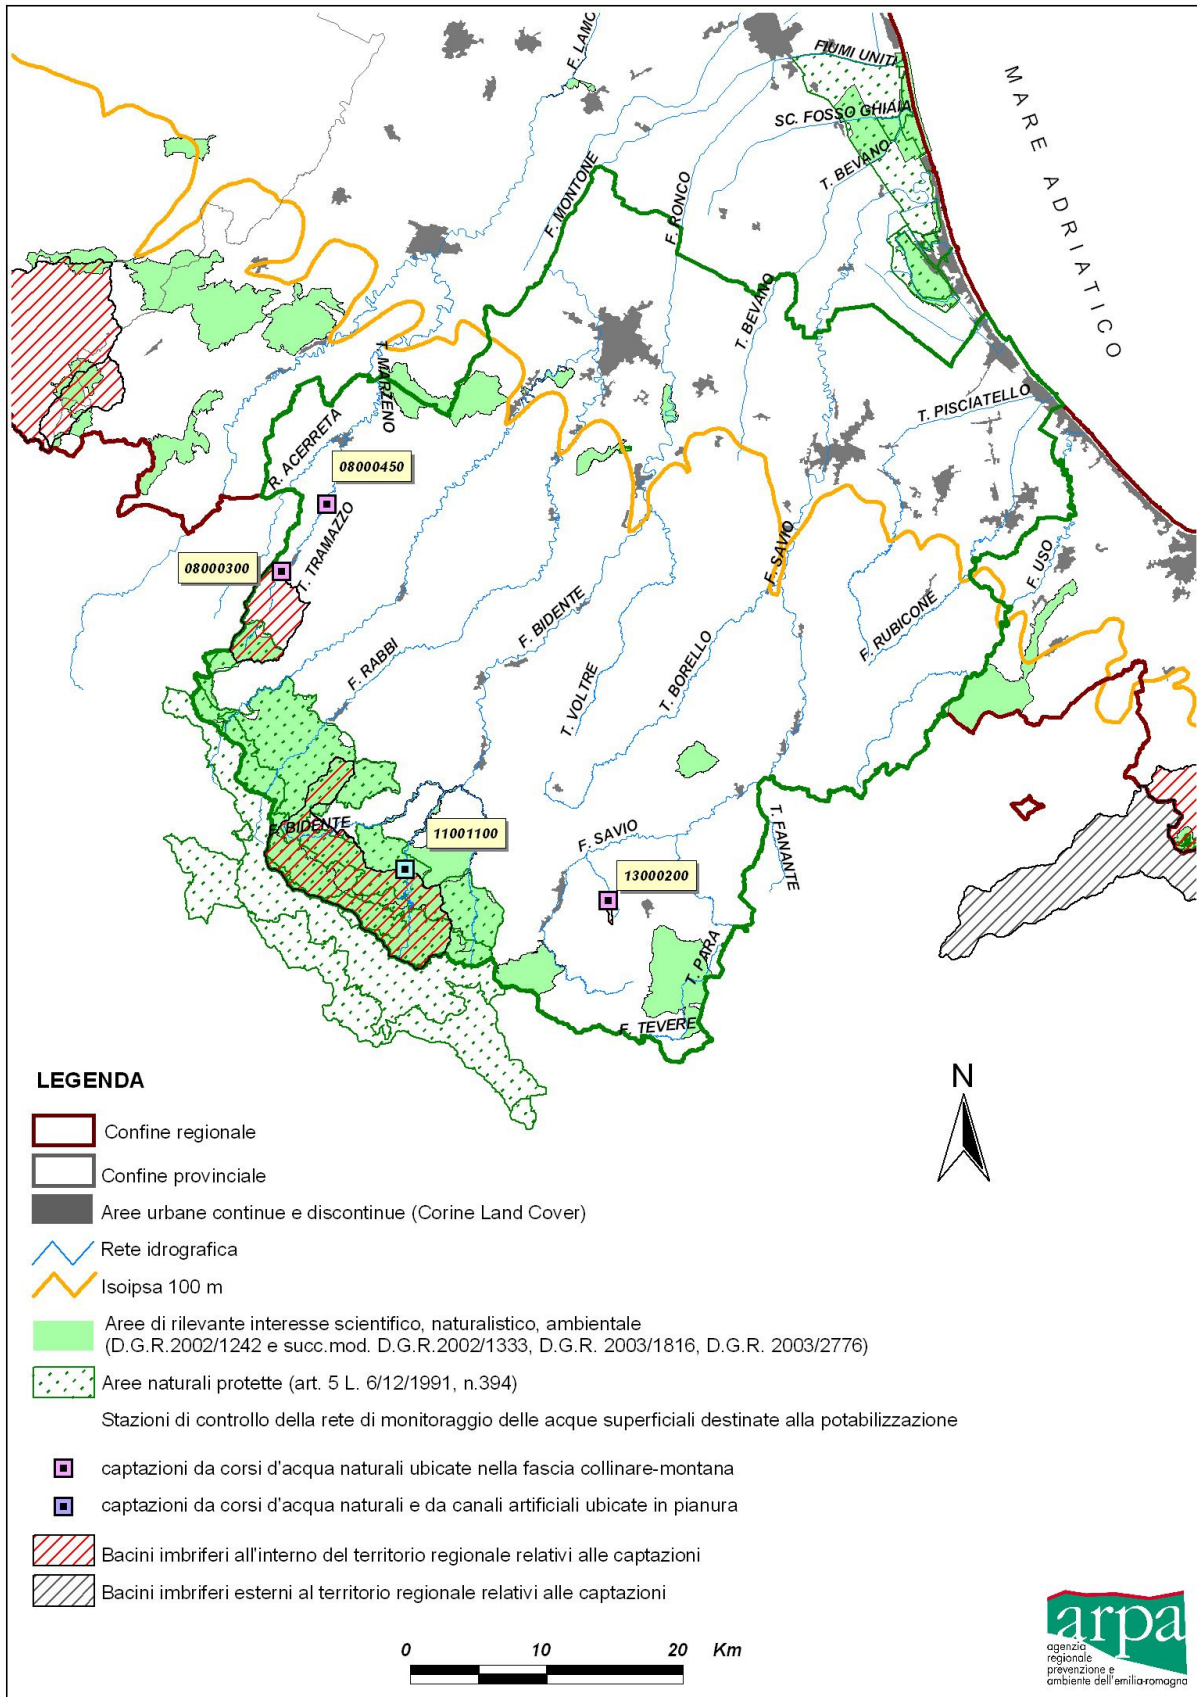 F. LAMO
FIUMI UNITI
SC. FOSSO GHIAIA
T. BEVANO
MARE ADRIATICO
F. MONTONE
F. RONCO
T. BEVANO
T. MARZENO
R. ACERRETA
T. PISCIATELLO
08000450
T. TRAMAZZO
08000300
F. SAVIO
F. USO
F. RABBI
F. BIDENTE
T. VOLTRE
T. BORELLO
F. RUBICONE
F. BIDENTE
11001100
F. SAVIO
T. FANANTE
13000200
T. PARA
F. TEVERE
LEGENDA
N
Confine regionale
Confine provinciale
Aree urbane continue e discontinue (Corine Land Cover)
Rete idrografica
Isoipsa 100 m
Aree di rilevante interesse scientifico, naturalistico, ambientale
(D.G.R.2002/1242 e succ.mod. D.G.R.2002/1333, D.G.R. 2003/1816, D.G.R. 2003/2776)
Aree naturali protette (art. 5 L. 6/12/1991, n.394)
Stazioni di controllo della rete di monitoraggio delle acque superficiali destinate alla potabilizzazione
captazioni da corsi d'acqua naturali ubicate nella fascia collinare-montana
captazioni da corsi d'acqua naturali e da canali artificiali ubicate in pianura
Bacini imbriferi all'interno del territorio regionale relativi alle captazioni
Bacini imbriferi esterni al territorio regionale relativi alle captazioni
0 10 20 Km
arpa
agenzia
regionale
prevenzione e
ambiente dell'emilia-romagna